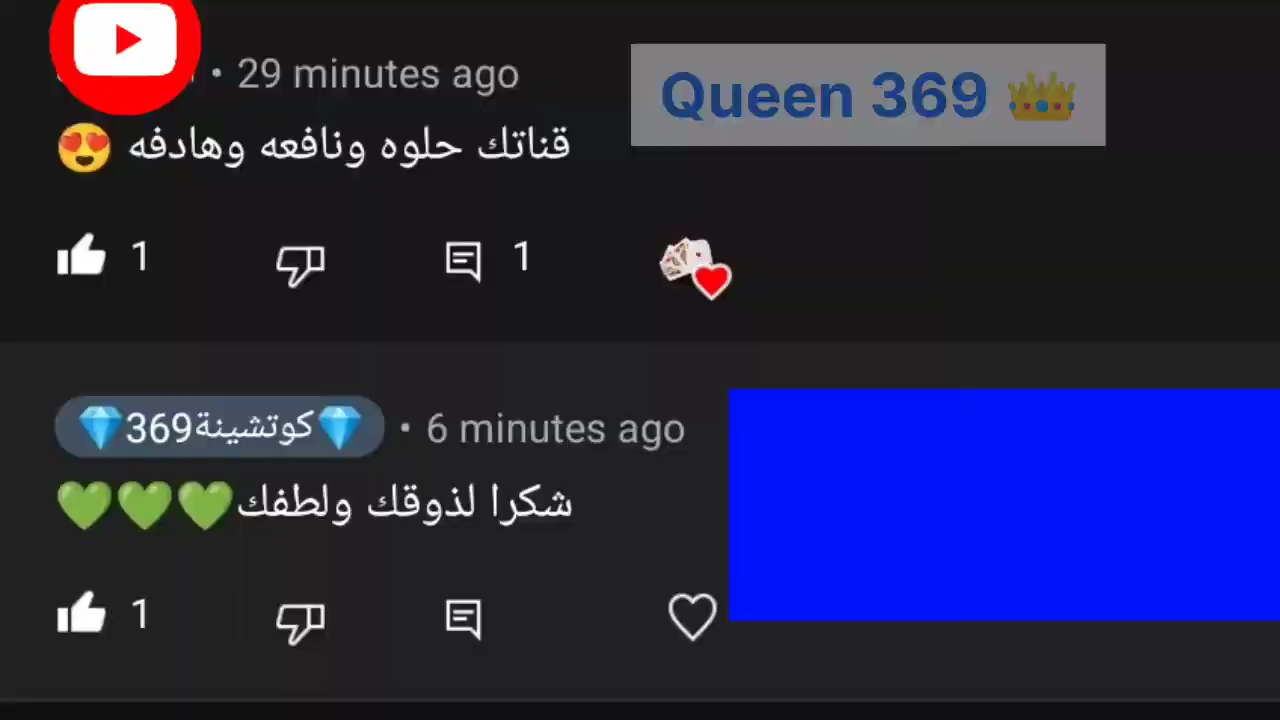 • 29 minutes ago
Queen 369 👑
قناتك حلوه ونافعه وهادفه 😍
1
1
💎كوتشينة369💎 • 6 minutes ago
شكرا لذوقك ولطفك💚💚💚
1